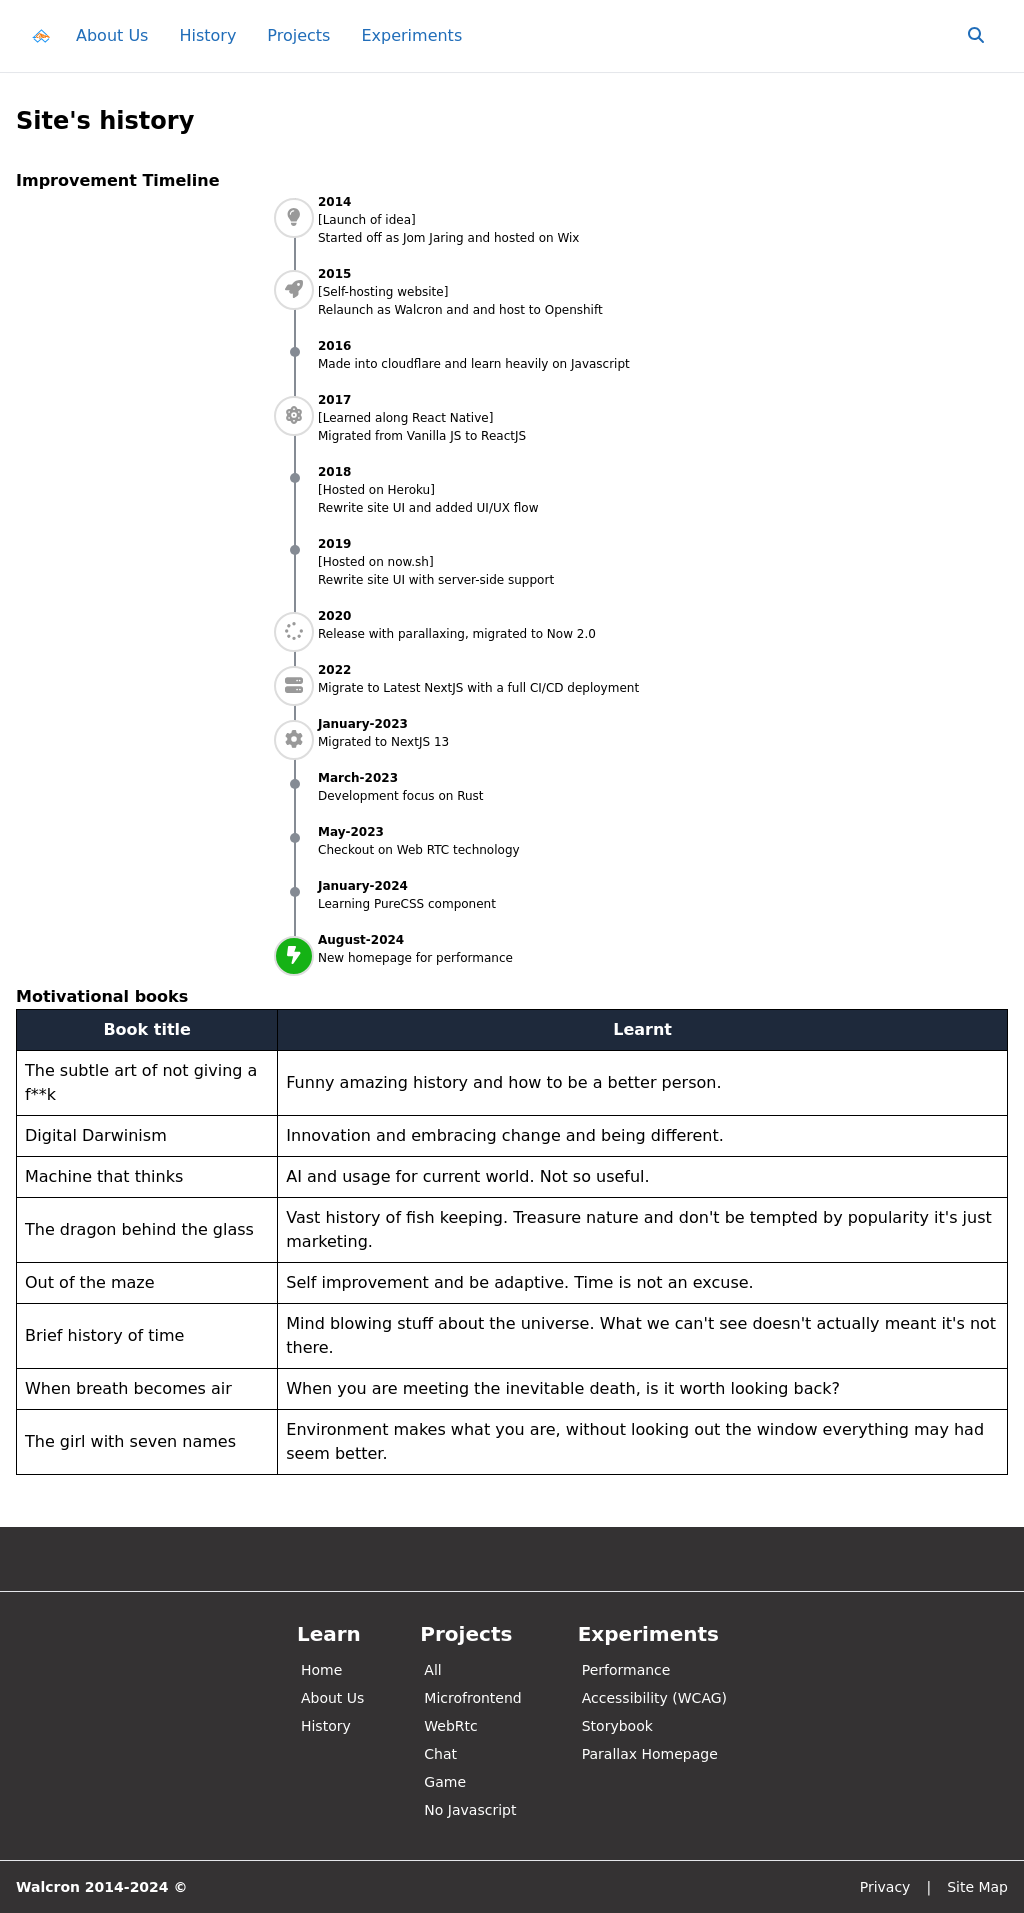 About Us History Projects Experiments
Site's history
Improvement Timeline
2014
[Launch of idea]
Started off as Jom Jaring and hosted on Wix
2015
[Self-hosting website]
Relaunch as Walcron and and host to Openshift
2016
Made into cloudflare and learn heavily on Javascript
2017
[Learned along React Native]
Migrated from Vanilla JS to ReactJS
2018
[Hosted on Heroku]
Rewrite site UI and added UI/UX flow
2019
[Hosted on now.sh]
Rewrite site UI with server-side support
2020
Release with parallaxing, migrated to Now 2.0
2022
Migrate to Latest NextJS with a full CI/CD deployment
January-2023
Migrated to NextJS 13
March-2023
Development focus on Rust
May-2023
Checkout on Web RTC technology
January-2024
Learning PureCSS component
August-2024
New homepage for performance
Motivational books
Book title Learnt
The subtle art of not giving a
f**k
Funny amazing history and how to be a better person.
Digital Darwinism
Innovation and embracing change and being different.
Machine that thinks
AI and usage for current world. Not so useful.
The dragon behind the glass
Vast history of fish keeping. Treasure nature and don't be tempted by popularity it's just
marketing.
Out of the maze
Self improvement and be adaptive. Time is not an excuse.
Brief history of time
Mind blowing stuff about the universe. What we can't see doesn't actually meant it's not
there.
When breath becomes air
When you are meeting the inevitable death, is it worth looking back?
The girl with seven names
Environment makes what you are, without looking out the window everything may had
seem better.
Learn
Home
About Us
History
Projects
All
Microfrontend
WebRtc
Chat
Game
No Javascript
Experiments
Performance
Accessibility (WCAG)
Storybook
Parallax Homepage
Walcron 2014-2024 ©
Privacy | Site Map